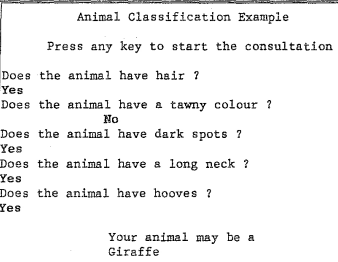 Animal Classification Example
Press any key to start the consultation
Does the animal have hair ?
Yes
Does the animal have a tawny colour ?
No
Does the animal have dark spots ?
Yes
Does the animal have a long neck ?
Yes
Does the animal have hooves ?
Yes
Your animal may be a
Giraffe